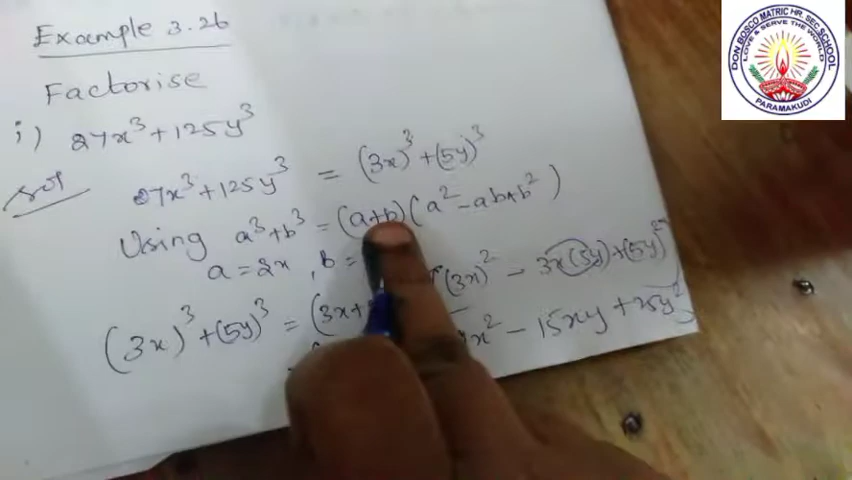 Example 3.26
Factorise
i) 27x³ + 125y³
Sol
27x³ + 125y³ = (3x)³ + (5y)³
Using a³ + b³ = (a+b)(a² - ab + b²)
a = 3x , b =
(3x)³ + (5y)³ = (3x+ (3x)² - 3x(5y) + (5y)²
x² - 15xy + 25y²
DON BOSCO MATRIC HR. SEC SCHOOL
LOVE & SERVE THE WORLD
PARAMAKUDI